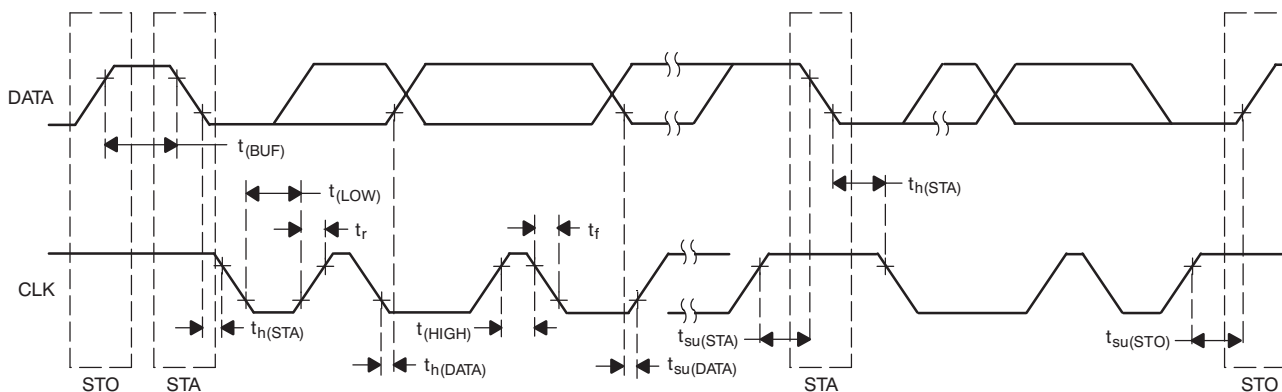 DATA
t(BUF)
t(LOW)
th(STA)
tr
tf
CLK
th(STA)
t(HIGH)
tsu(STA)
tsu(STO)
th(DATA)
tsu(DATA)
STO
STA
STA
STO